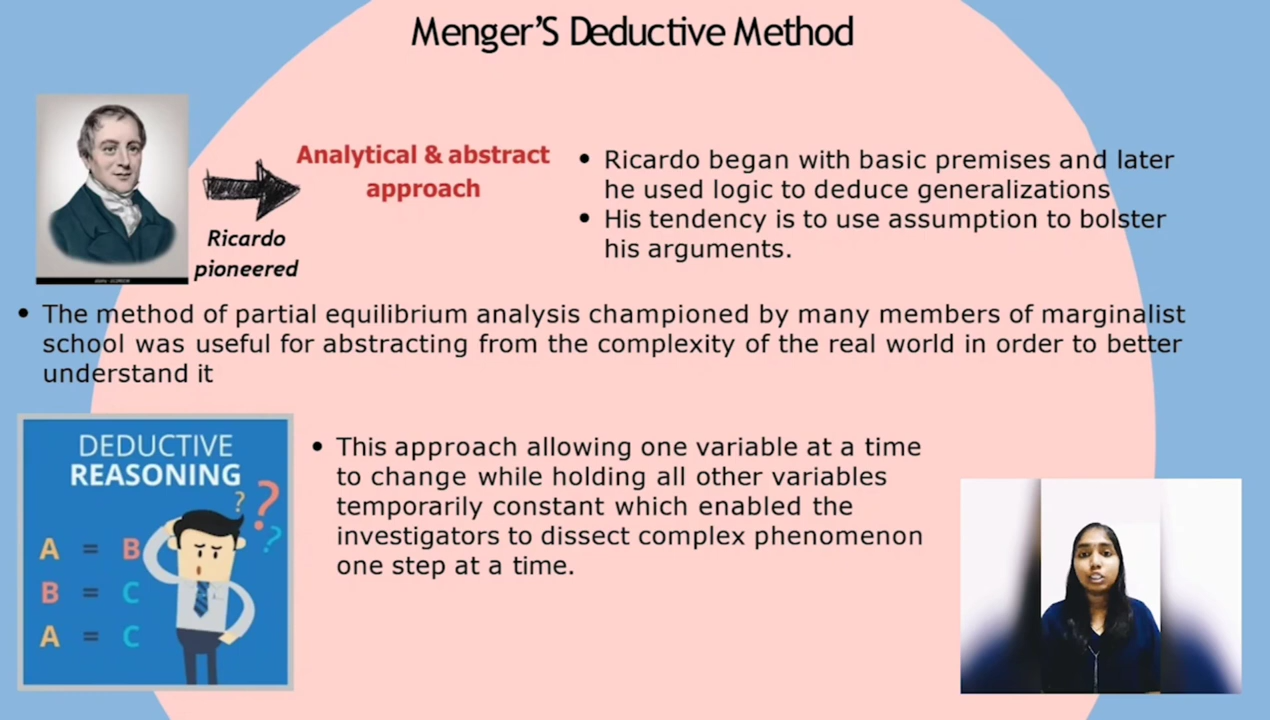 Menger'S Deductive Method
Analytical & abstract
approach
Ricardo
pioneered
• Ricardo began with basic premises and later
he used logic to deduce generalizations
• His tendency is to use assumption to bolster
his arguments.
• The method of partial equilibrium analysis championed by many members of marginalist
school was useful for abstracting from the complexity of the real world in order to better
understand it
DEDUCTIVE
REASONING
? ? ?
A = B
B = C
A = C
• This approach allowing one variable at a time
to change while holding all other variables
temporarily constant which enabled the
investigators to dissect complex phenomenon
one step at a time.